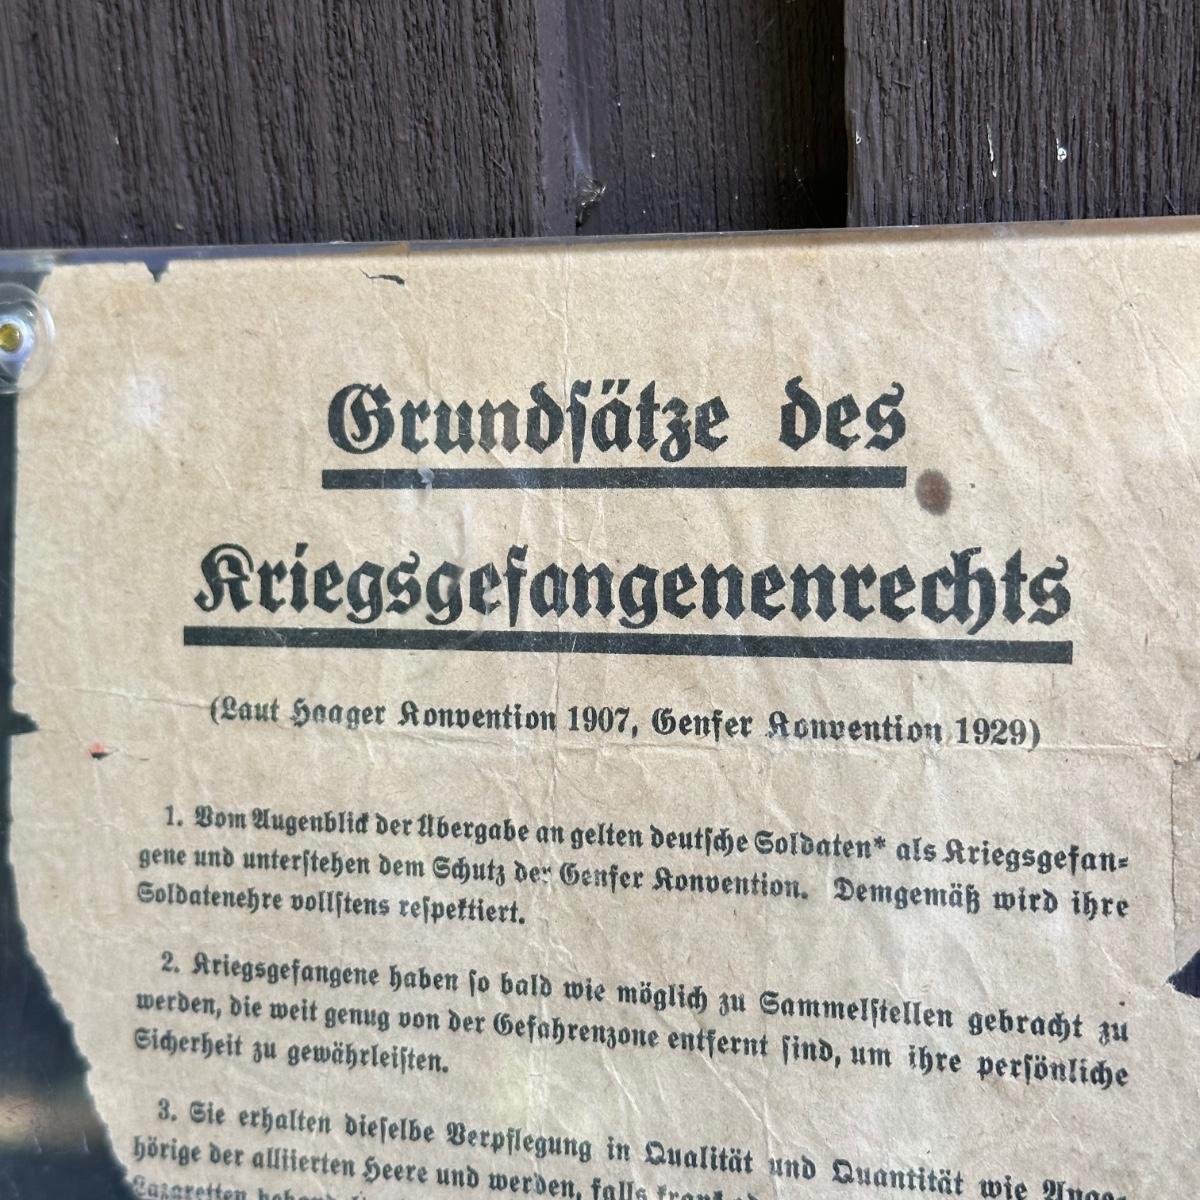 Grundsätze des
Kriegsgefangenenrechts
(Laut Haager Konvention 1907, Genfer Konvention 1929)
1. Vom Augenblick der Übergabe an gelten deutsche Soldaten* als Kriegsgefan-
gene und unterstehen dem Schutz der Genfer Konvention. Demgemäß wird ihre
Soldatenehre vollstens respektiert.
2. Kriegsgefangene haben so bald wie möglich zu Sammelstellen gebracht zu
werden, die weit genug von der Gefahrenzone entfernt sind, um ihre persönliche
Sicherheit zu gewährleisten.
3. Sie erhalten dieselbe Verpflegung in Qualität und Quantität wie Ange-
hörige der alliierten Heere und werden, falls krank
Lazaretten